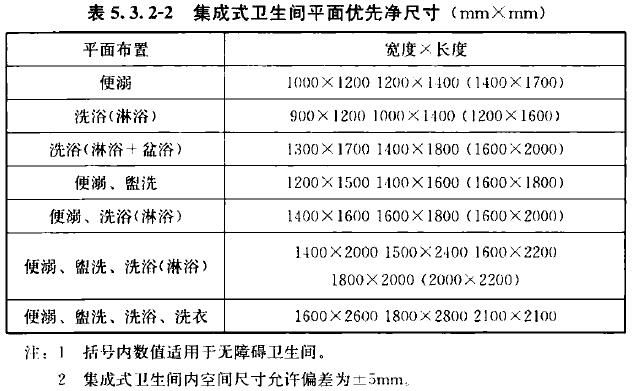 表 5.3.2-2 集成式卫生间平面优先净尺寸（mm×mm）
平面布置 宽度×长度
便溺 1000×1200 1200×1400（1400×1700）
洗浴（淋浴） 900×1200 1000×1400（1200×1600）
洗浴（淋浴＋盆浴） 1300×1700 1400×1800（1600×2000）
便溺、盥洗 1200×1500 1400×1600（1600×1800）
便溺、洗浴（淋浴） 1400×1600 1600×1800（1600×2000）
便溺、盥洗、洗浴（淋浴） 1400×2000 1500×2400 1600×2200
1800×2000（2000×2200）
便溺、盥洗、洗浴、洗衣 1600×2600 1800×2800 2100×2100
注：1 括号内数值适用于无障碍卫生间。
2 集成式卫生间内空间尺寸允许偏差为±5mm。